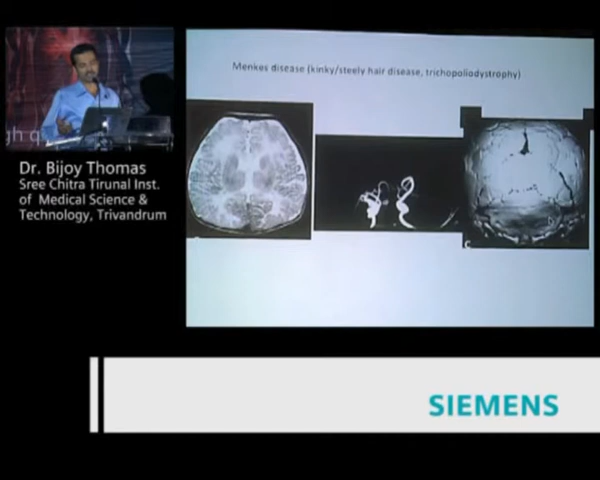 Menkes disease (kinky/steely hair disease, trichopoliodystrophy)
gh q
Dr. Bijoy Thomas
Sree Chitra Tirunal Inst.
of Medical Science &
Technology, Trivandrum
C
SIEMENS